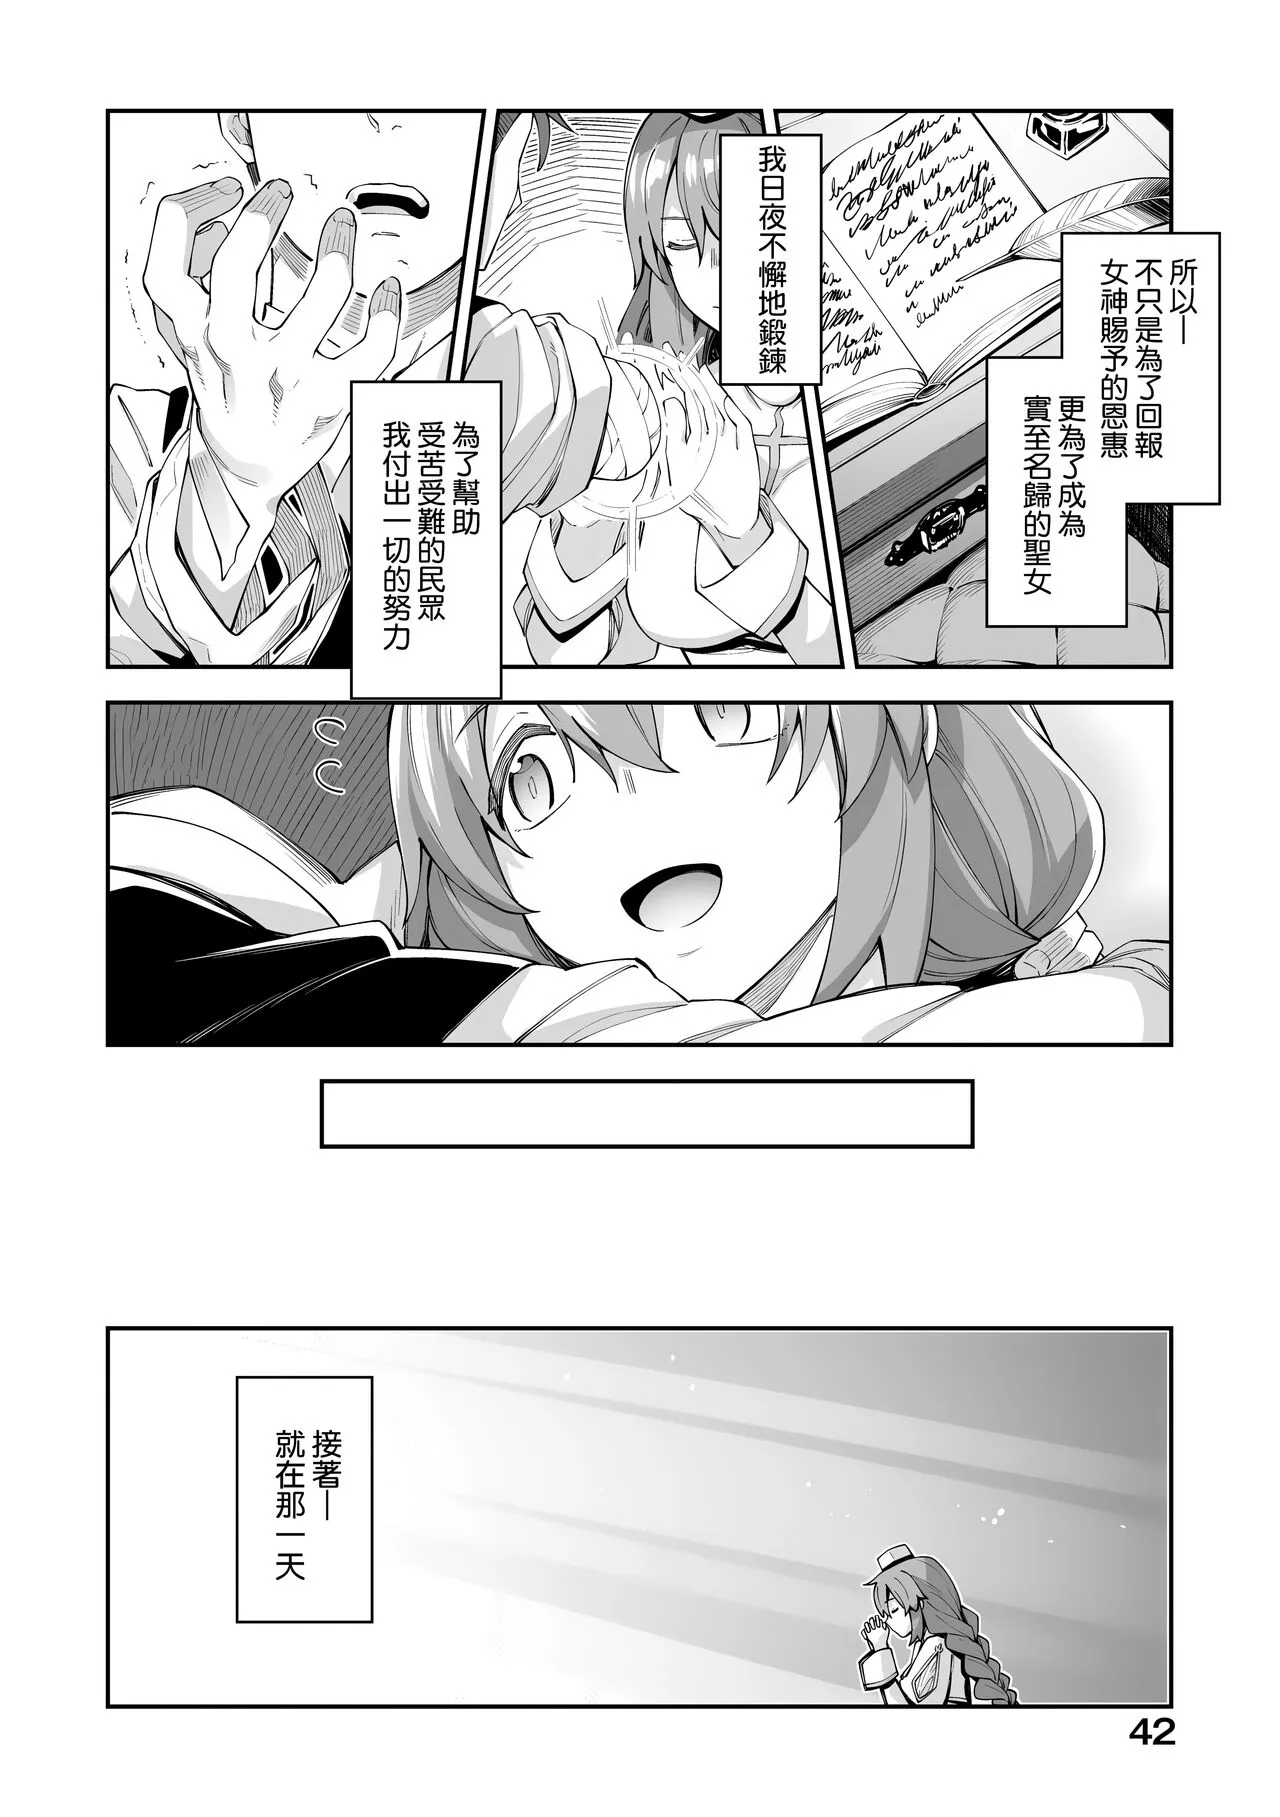 所以—
不只是為了回報
女神賜予的恩惠
更為了成為
實至名歸的聖女
我日夜不懈地鍛鍊
為了幫助
受苦受難的民眾
我付出一切的努力
接著—
就在那一天
42